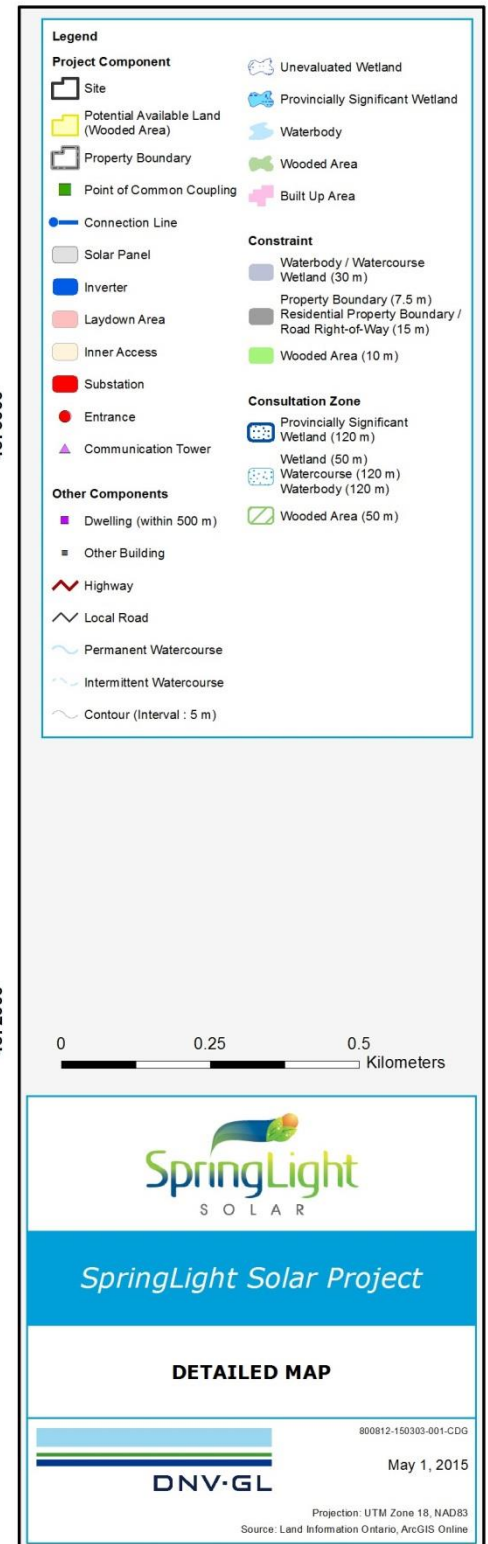 Legend
Project Component
Site
Potential Available Land
(Wooded Area)
Property Boundary
Point of Common Coupling
Connection Line
Solar Panel
Inverter
Laydown Area
Inner Access
Substation
Entrance
Communication Tower
Other Components
Dwelling (within 500 m)
Other Building
Highway
Local Road
Permanent Watercourse
Intermittent Watercourse
Contour (Interval : 5 m)
Unevaluated Wetland
Provincially Significant Wetland
Waterbody
Wooded Area
Built Up Area
Constraint
Waterbody / Watercourse
Wetland (30 m)
Property Boundary (7.5 m)
Residential Property Boundary /
Road Right-of-Way (15 m)
Wooded Area (10 m)
Consultation Zone
Provincially Significant
Wetland (120 m)
Wetland (50 m)
Watercourse (120 m)
Waterbody (120 m)
Wooded Area (50 m)
0 0.25 0.5
Kilometers
SpringLight
SOLAR
SpringLight Solar Project
DETAILED MAP
800812-150303-001-CDG
DNV·GL
May 1, 2015
Projection: UTM Zone 18, NAD83
Source: Land Information Ontario, ArcGIS Online